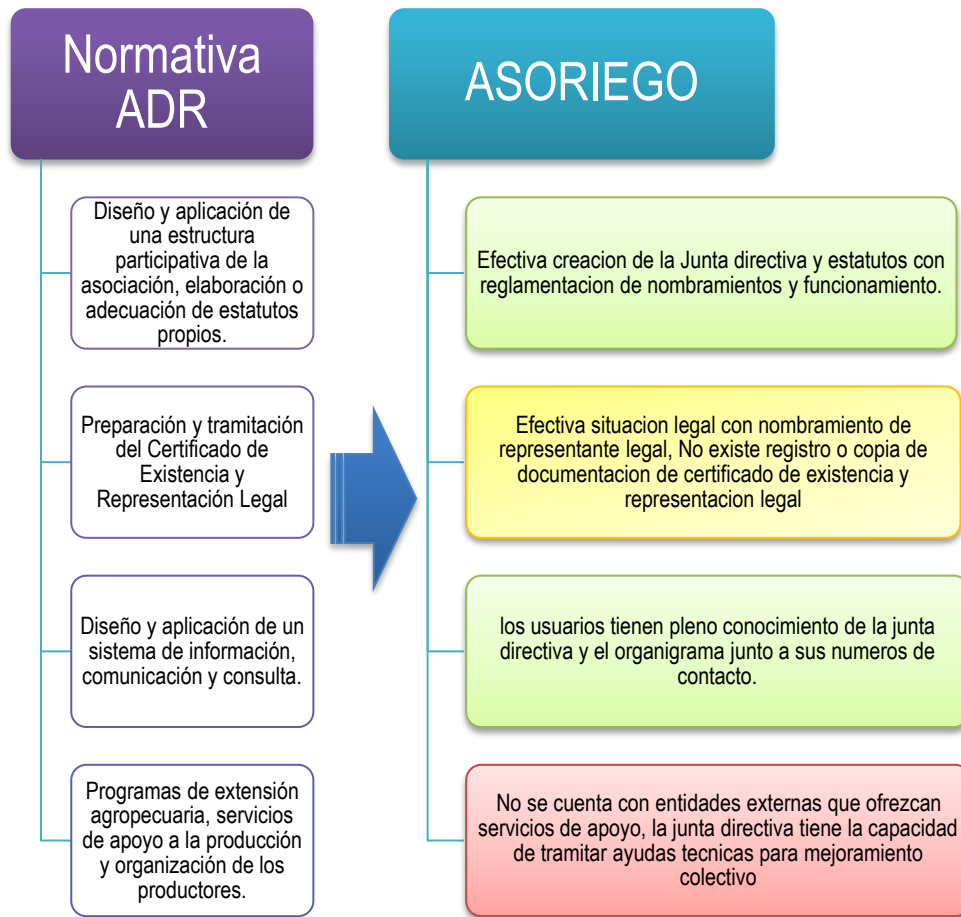 Normativa
ADR
Diseño y aplicación de
una estructura
participativa de la
asociación, elaboración o
adecuación de estatutos
propios.
Preparación y tramitación
del Certificado de
Existencia y
Representación Legal
Diseño y aplicación de un
sistema de información,
comunicación y consulta.
Programas de extensión
agropecuaria, servicios
de apoyo a la producción
y organización de los
productores.
ASORIEGO
Efectiva creacion de la Junta directiva y estatutos con
reglamentacion de nombramientos y funcionamiento.
Efectiva situacion legal con nombramiento de
representante legal, No existe registro o copia de
documentacion de certificado de existencia y
representacion legal
los usuarios tienen pleno conocimiento de la junta
directiva y el organigrama junto a sus numeros de
contacto.
No se cuenta con entidades externas que ofrezcan
servicios de apoyo, la junta directiva tiene la capacidad
de tramitar ayudas tecnicas para mejoramiento
colectivo